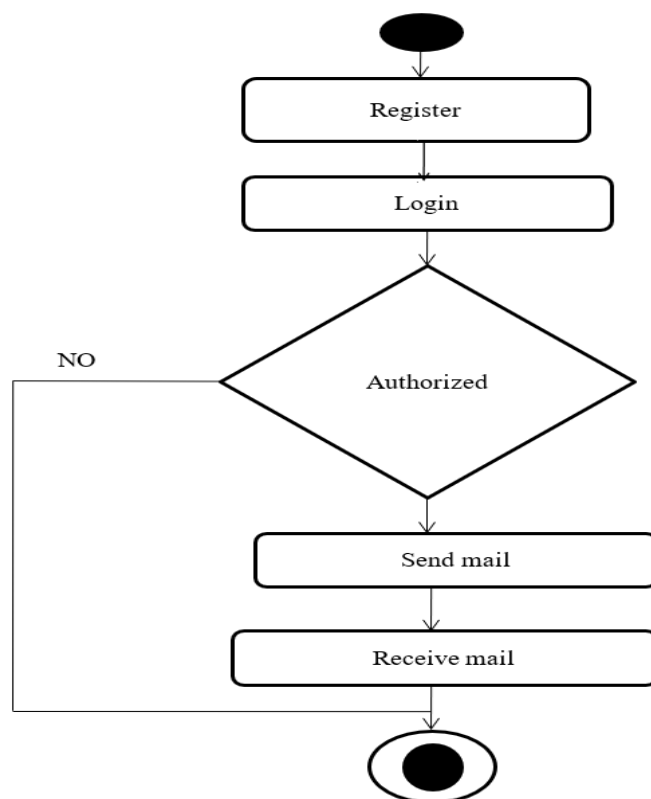 Register
Login
NO
Authorized
Send mail
Receive mail